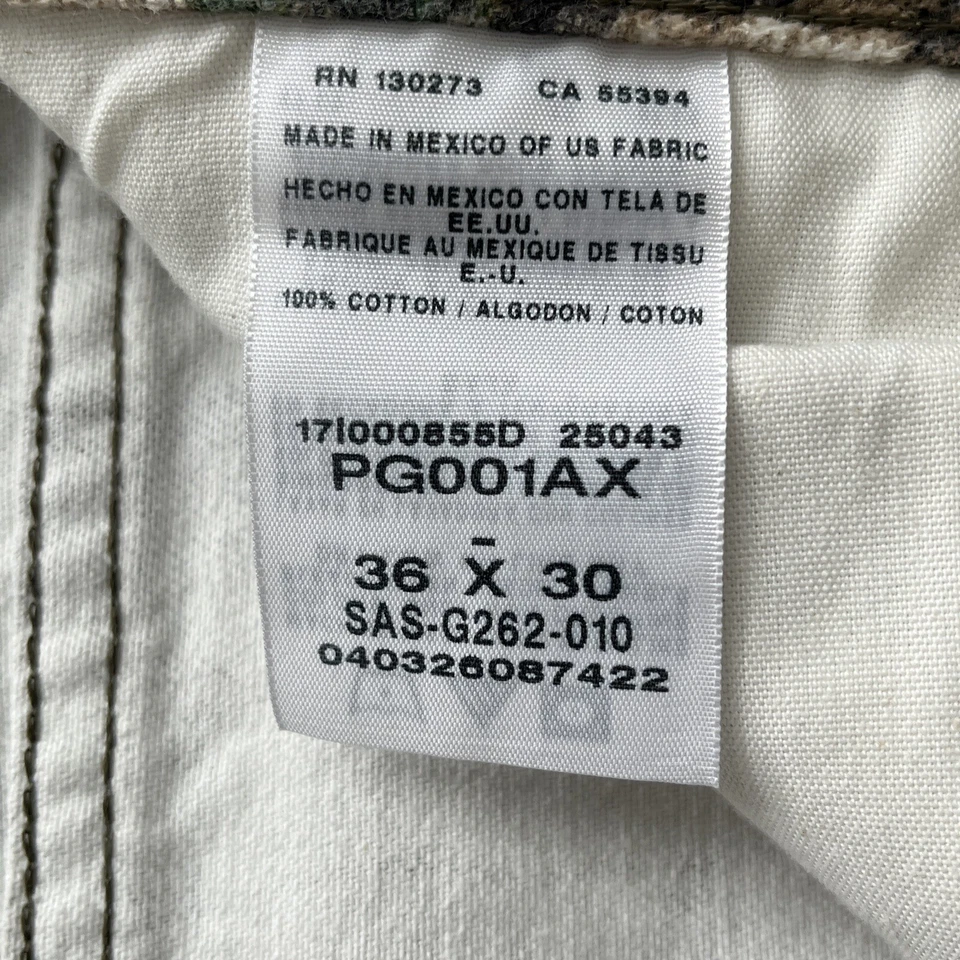 RN 130273 CA 55394
MADE IN MEXICO OF US FABRIC
HECHO EN MEXICO CON TELA DE
EE.UU.
FABRIQUE AU MEXIQUE DE TISSU
E.-U.
100% COTTON / ALGODON / COTON
17I000855D 25043
PG001AX
-
36 X 30
SAS-G262-010
040326087422